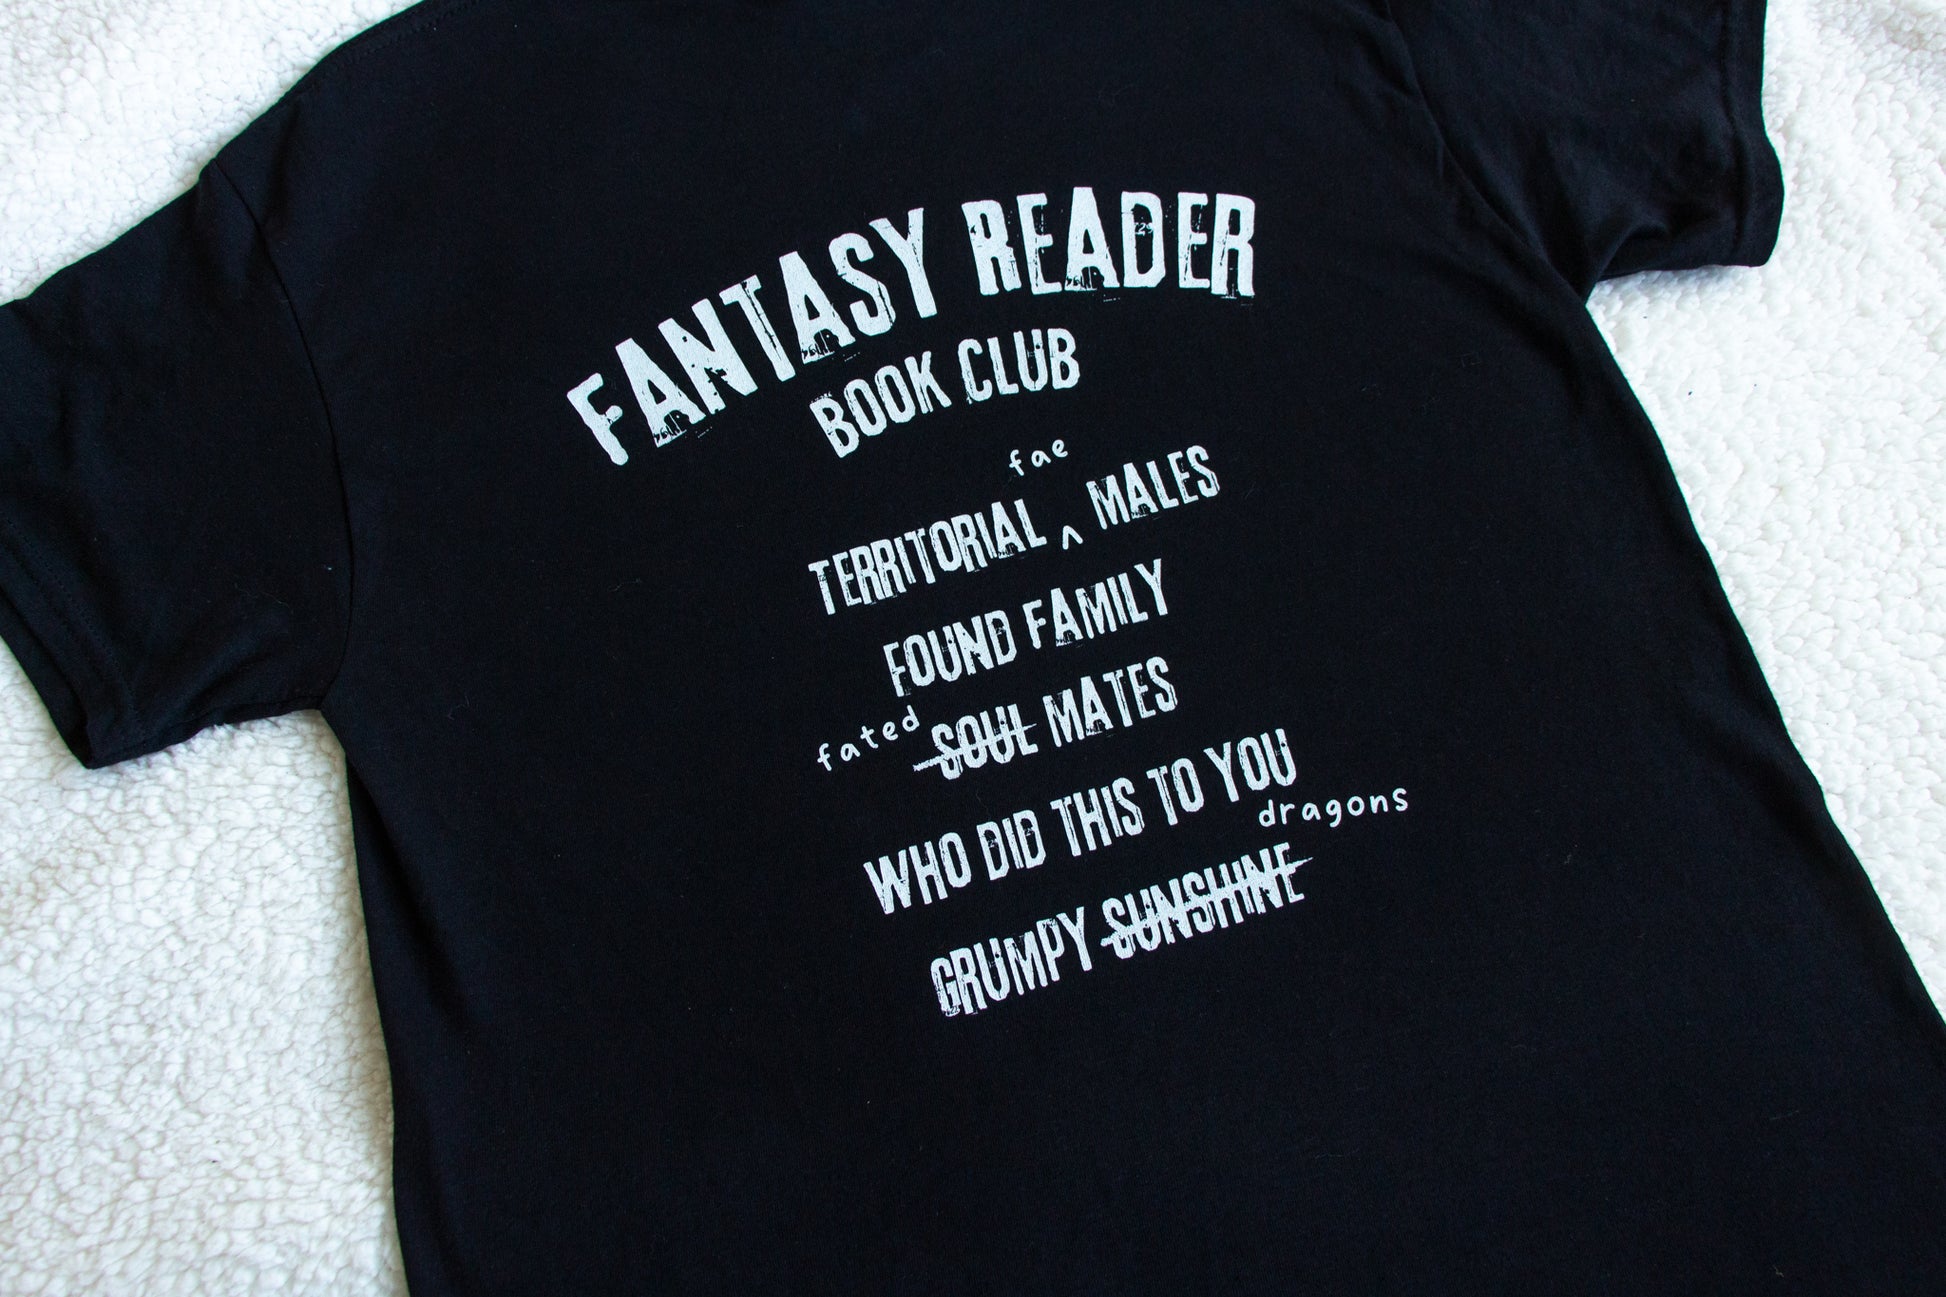 FANTASY READER
BOOK CLUB
fae
TERRITORIAL ^ MALES
FOUND FAMILY
fated SOUL MATES
WHO DID THIS TO YOU
dragons
GRUMPY SUNSHINE